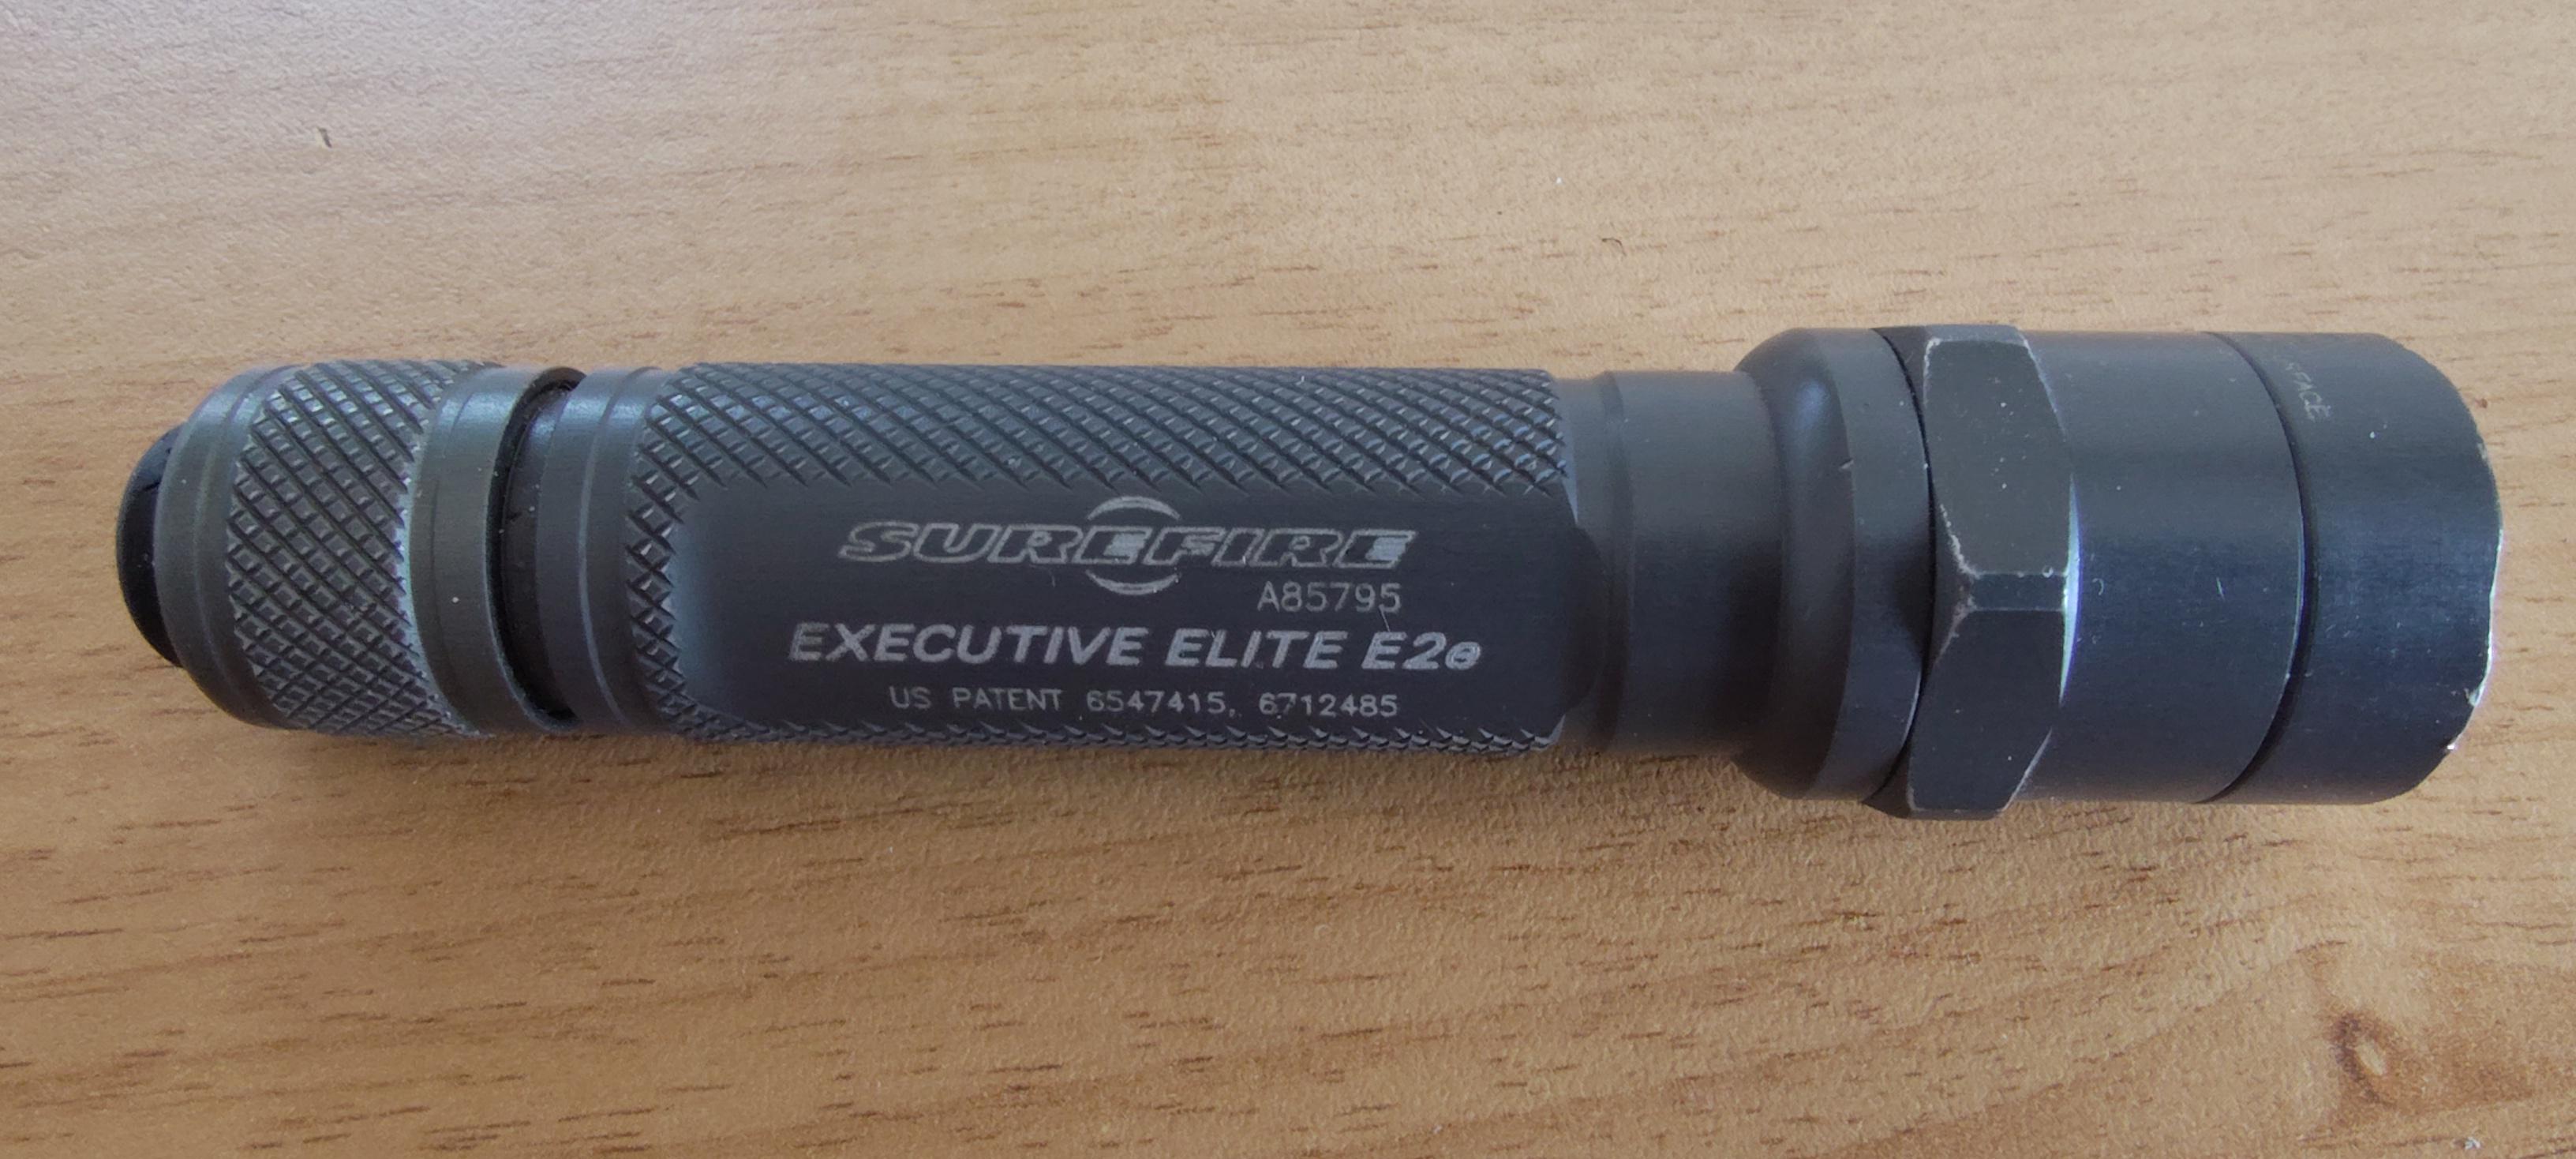 SUREFIRE
A85795
EXECUTIVE ELITE E2e
US PATENT 6547415, 6712485